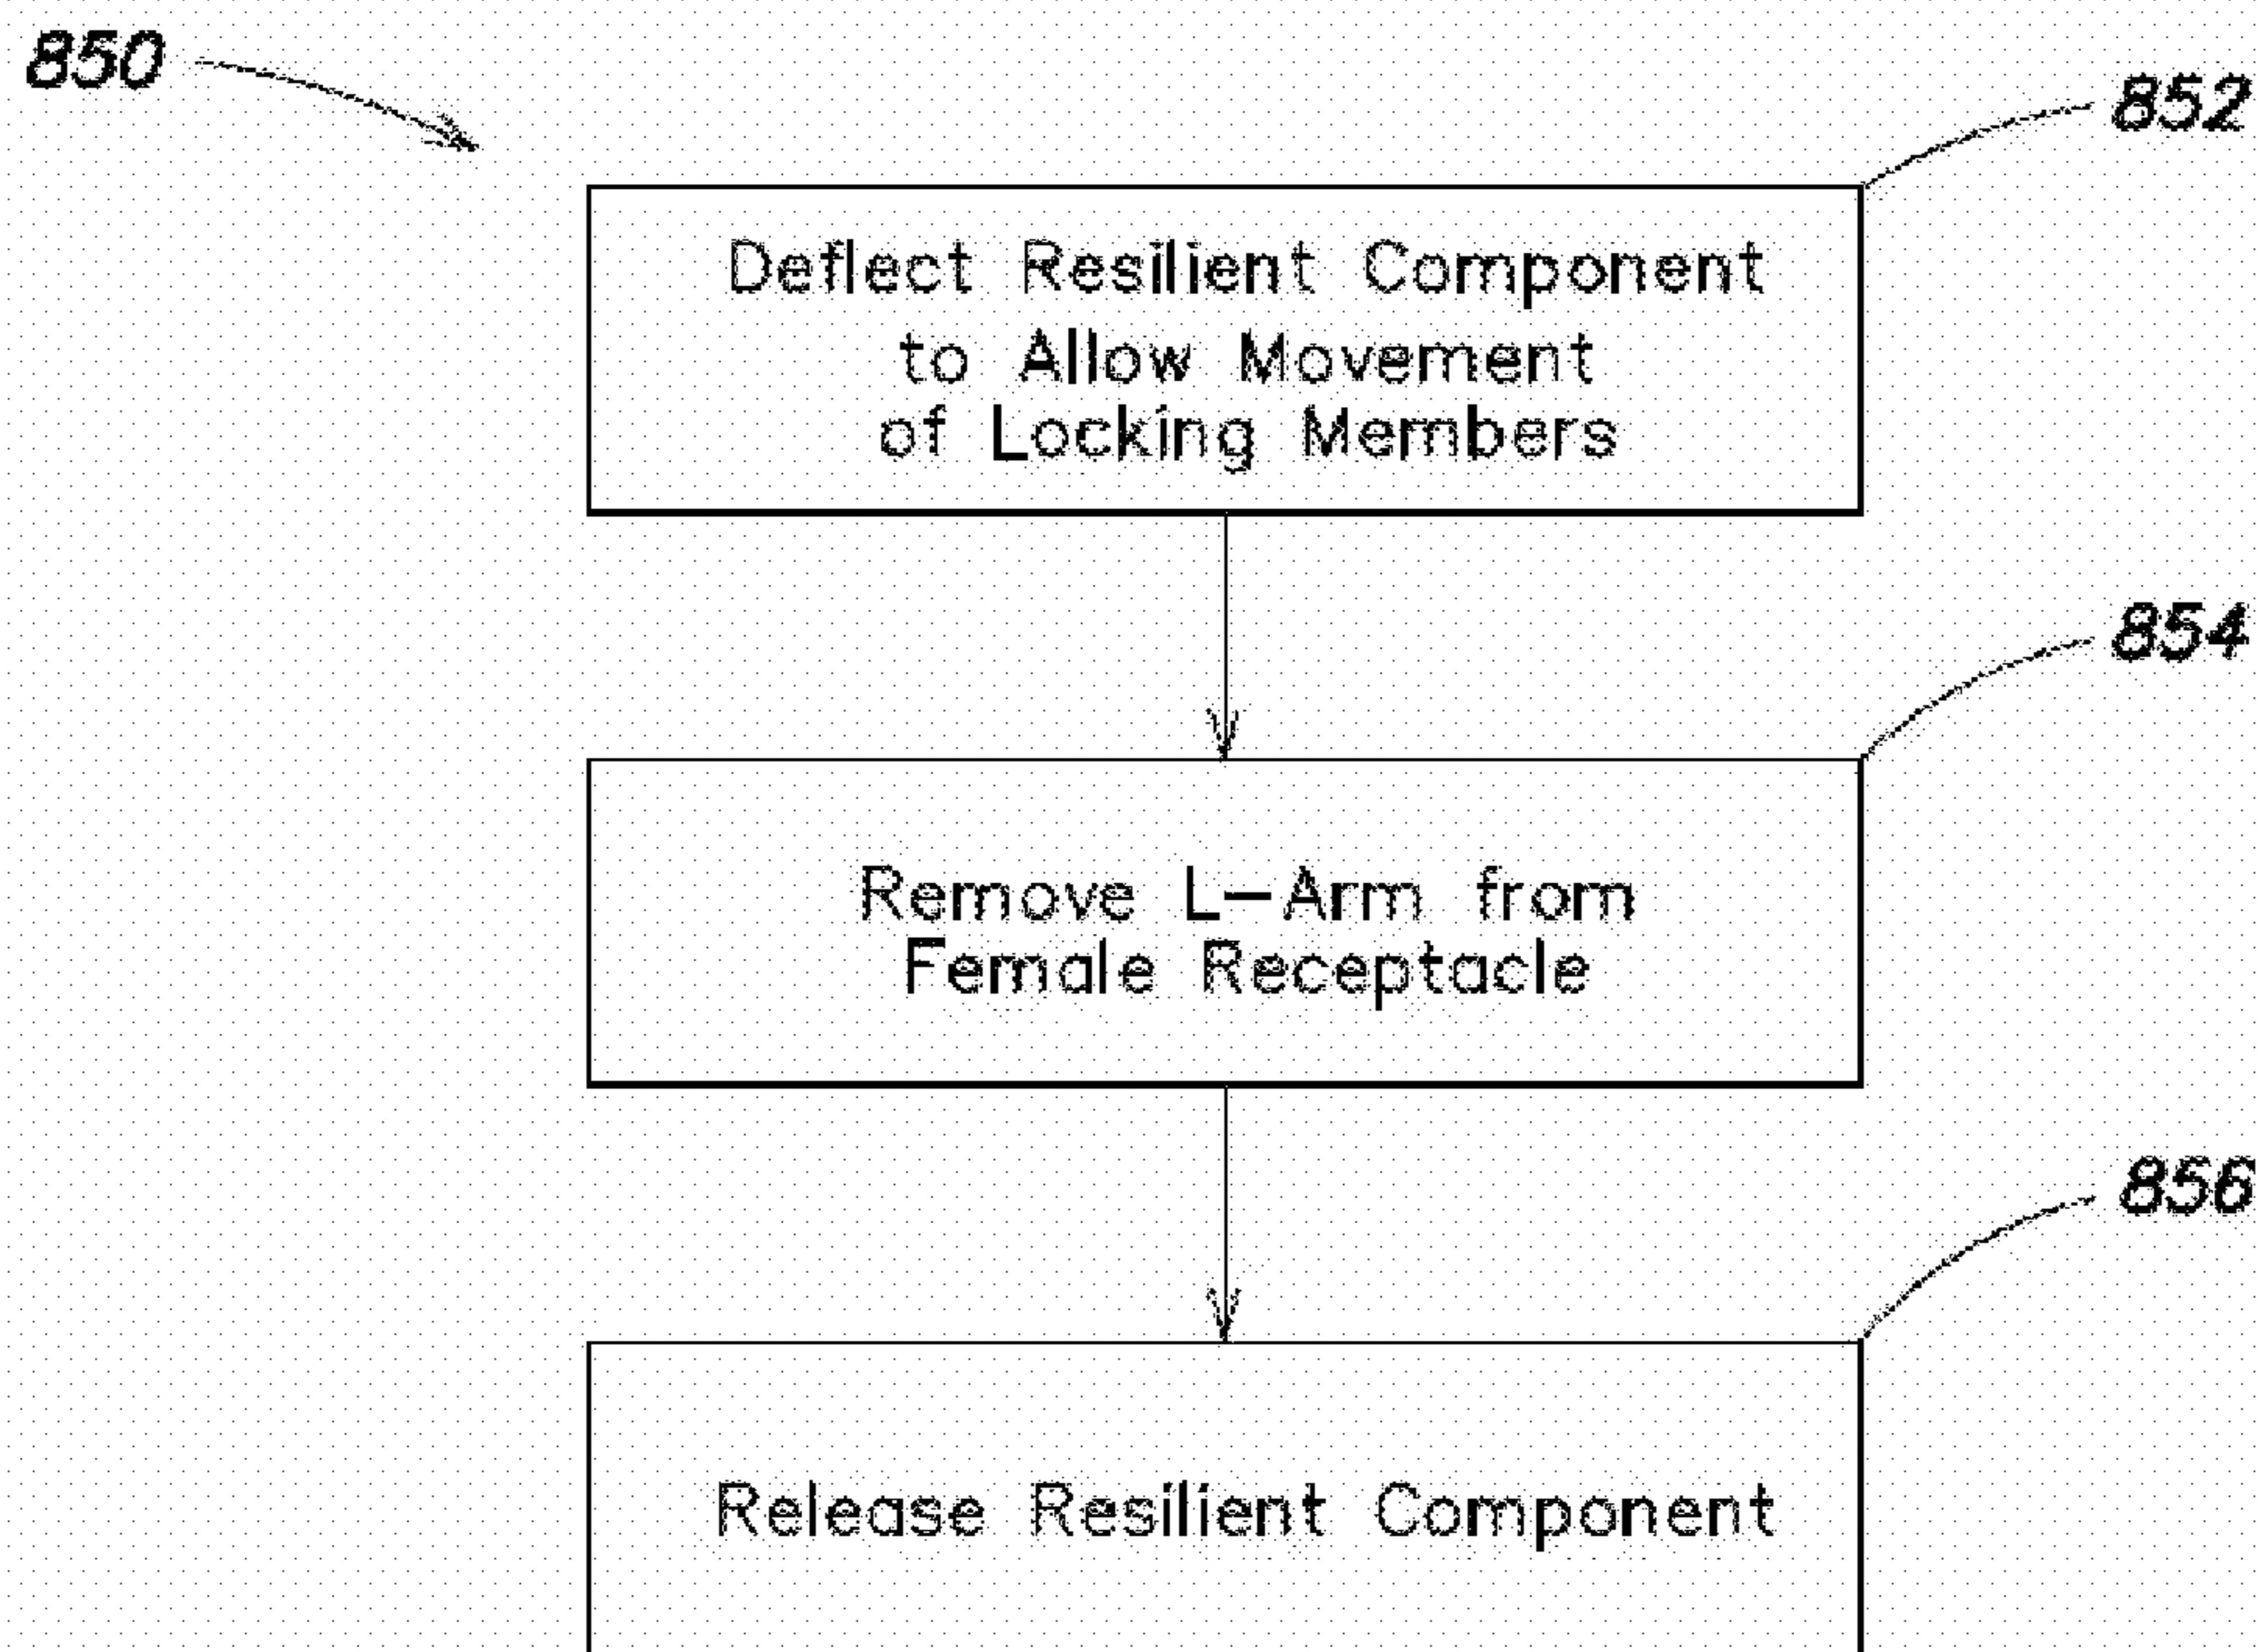 850
852
Deflect Resilient Component
to Allow Movement
of Locking Members
854
Remove L-Arm from
Female Receptacle
856
Release Resilient Component